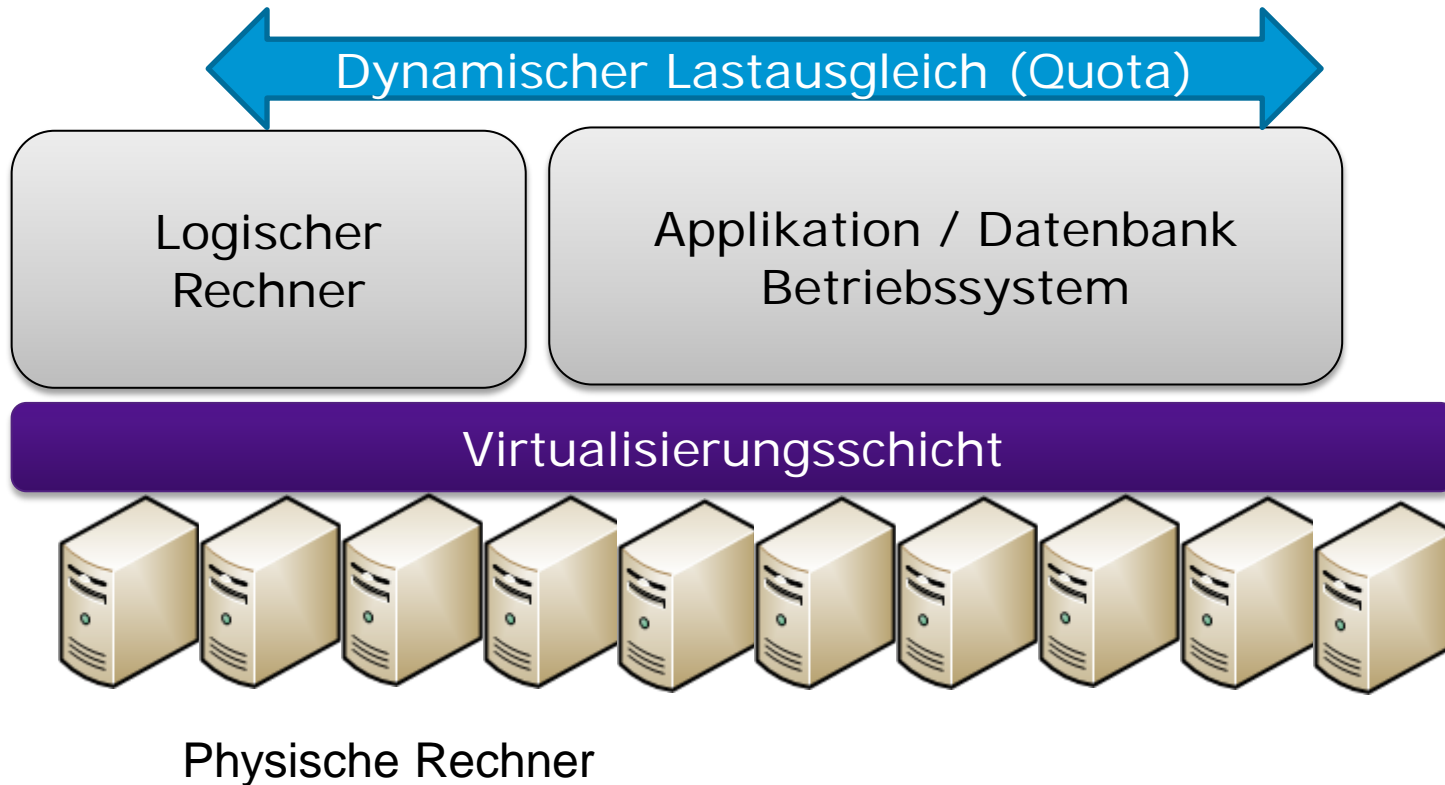 Dynamischer Lastausgleich (Quota)
Logischer
Rechner
Applikation / Datenbank
Betriebssystem
Virtualisierungsschicht
Physische Rechner